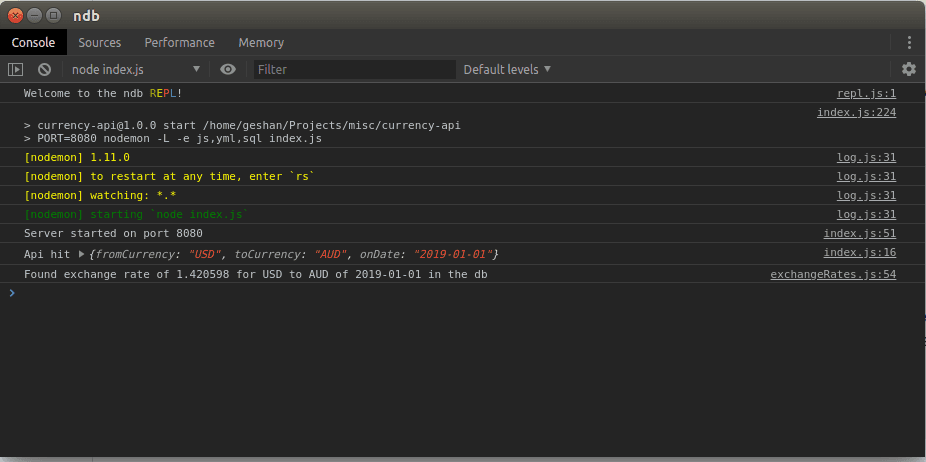 ndb
Console Sources Performance Memory
node index.js Filter Default levels
Welcome to the ndb REPL! repl.js:1
index.js:224
> currency-api@1.0.0 start /home/geshan/Projects/misc/currency-api
> PORT=8080 nodemon -L -e js,yml,sql index.js
[nodemon] 1.11.0 log.js:31
[nodemon] to restart at any time, enter `rs` log.js:31
[nodemon] watching: *.* log.js:31
[nodemon] starting `node index.js` log.js:31
Server started on port 8080 index.js:51
Api hit {fromCurrency: "USD", toCurrency: "AUD", onDate: "2019-01-01"} index.js:16
Found exchange rate of 1.420598 for USD to AUD of 2019-01-01 in the db exchangeRates.js:54
>